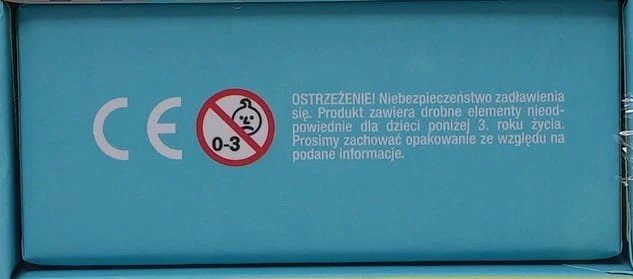 CE
0-3
OSTRZEŻENIE! Niebezpieczeństwo zadławienia
się. Produkt zawiera drobne elementy nieod-
powiednie dla dzieci poniżej 3. roku życia.
Prosimy zachować opakowanie ze względu na
podane informacje.